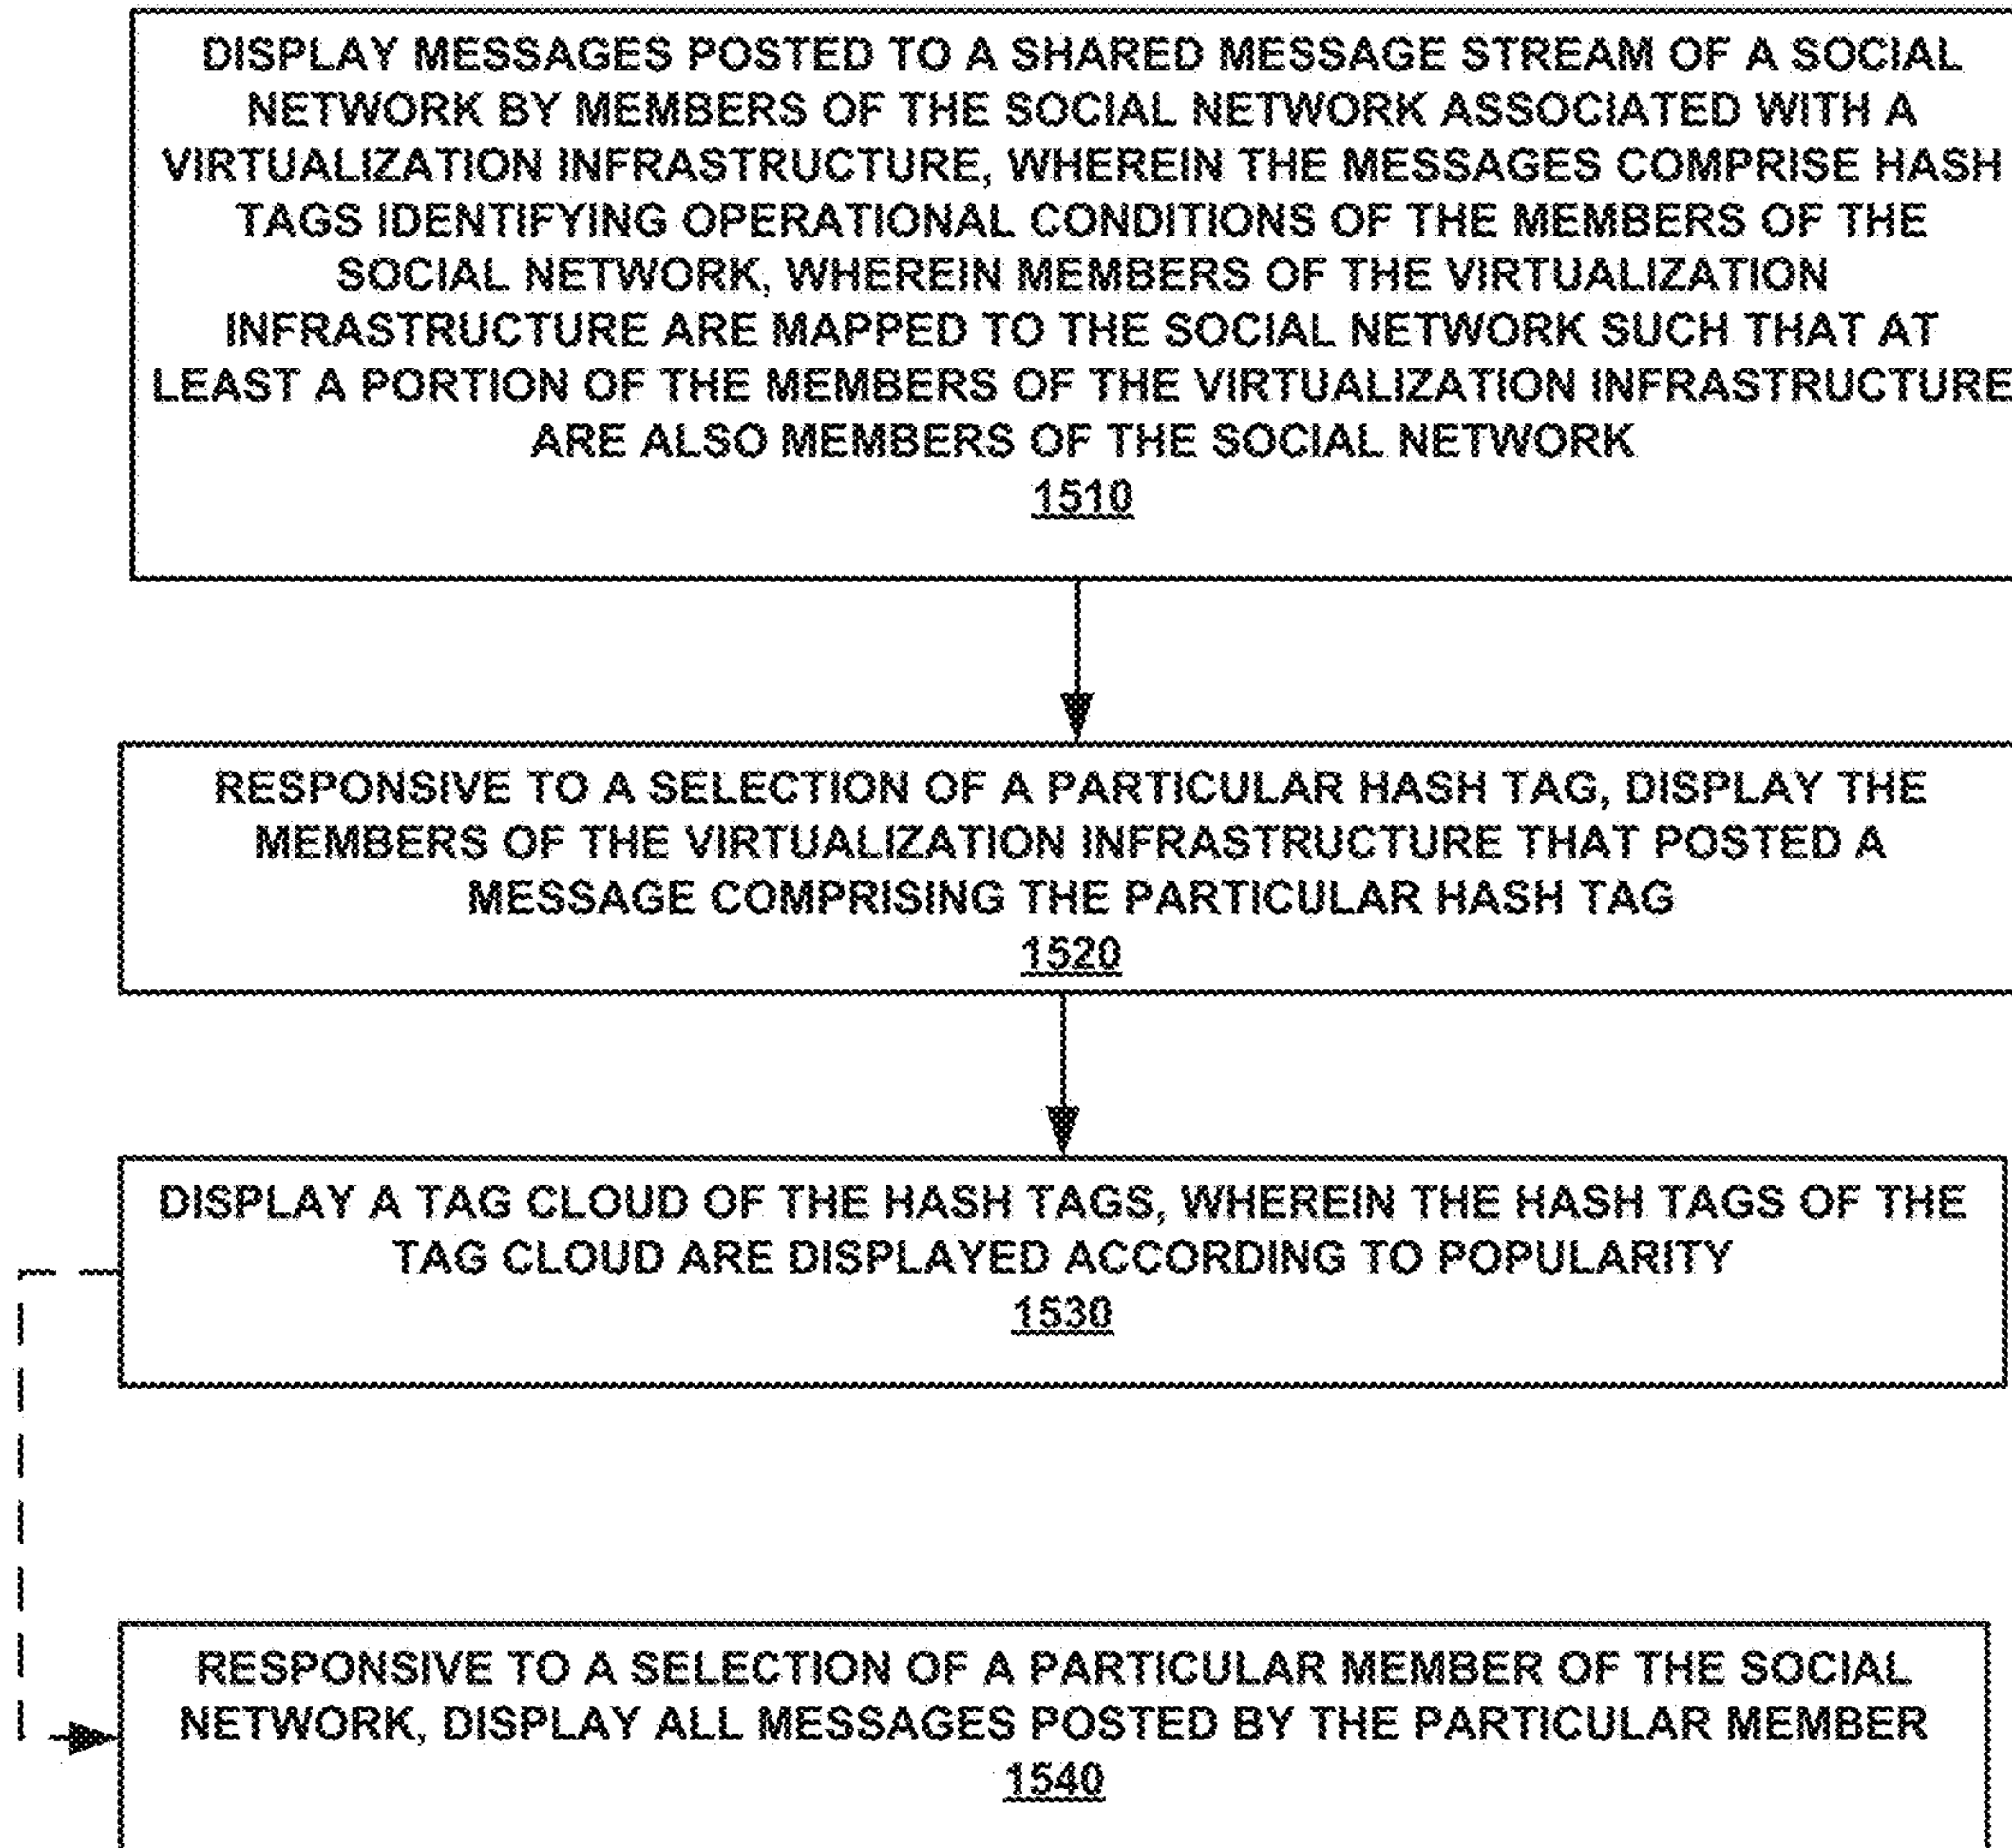 DISPLAY MESSAGES POSTED TO A SHARED MESSAGE STREAM OF A SOCIAL
NETWORK BY MEMBERS OF THE SOCIAL NETWORK ASSOCIATED WITH A
VIRTUALIZATION INFRASTRUCTURE, WHEREIN THE MESSAGES COMPRISE HASH
TAGS IDENTIFYING OPERATIONAL CONDITIONS OF THE MEMBERS OF THE
SOCIAL NETWORK, WHEREIN MEMBERS OF THE VIRTUALIZATION
INFRASTRUCTURE ARE MAPPED TO THE SOCIAL NETWORK SUCH THAT AT
LEAST A PORTION OF THE MEMBERS OF THE VIRTUALIZATION INFRASTRUCTURE
ARE ALSO MEMBERS OF THE SOCIAL NETWORK
1510
RESPONSIVE TO A SELECTION OF A PARTICULAR HASH TAG, DISPLAY THE
MEMBERS OF THE VIRTUALIZATION INFRASTRUCTURE THAT POSTED A
MESSAGE COMPRISING THE PARTICULAR HASH TAG
1520
DISPLAY A TAG CLOUD OF THE HASH TAGS, WHEREIN THE HASH TAGS OF THE
TAG CLOUD ARE DISPLAYED ACCORDING TO POPULARITY
1530
RESPONSIVE TO A SELECTION OF A PARTICULAR MEMBER OF THE SOCIAL
NETWORK, DISPLAY ALL MESSAGES POSTED BY THE PARTICULAR MEMBER
1540